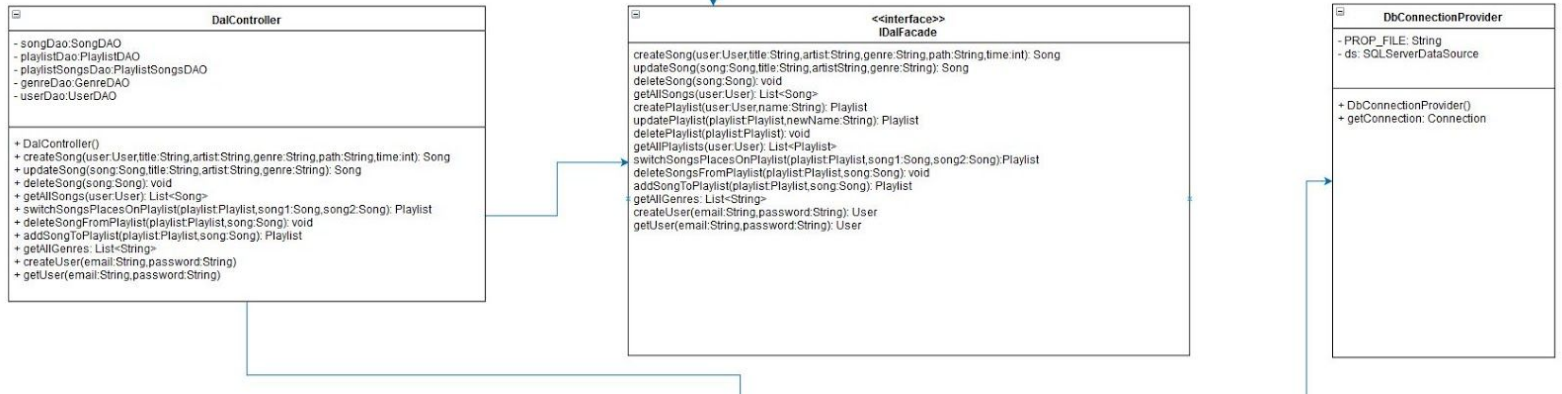 DalController
- songDao:SongDAO
- playlistDao:PlaylistDAO
- playlistSongsDao:PlaylistSongsDAO
- genreDao:GenreDAO
- userDao:UserDAO
+ DalController()
+ createSong(user:User,title:String,artist:String,genre:String,path:String,time:int): Song
+ updateSong(song:Song,title:String,artist:String,genre:String): Song
+ deleteSong(song:Song): void
+ getAllSongs(user:User): List<Song>
+ switchSongsPlacesOnPlaylist(playlist:Playlist,song1:Song,song2:Song): Playlist
+ deleteSongFromPlaylist(playlist:Playlist,song:Song): void
+ addSongToPlaylist(playlist:Playlist,song:Song): Playlist
+ getAllGenres: List<String>
+ createUser(email:String,password:String)
+ getUser(email:String,password:String)
<<interface>>
IDalFacade
createSong(user:User,title:String,artist:String,genre:String,path:String,time:int): Song
updateSong(song:Song,title:String,artistString,genre:String): Song
deleteSong(song:Song): void
getAllSongs(user:User): List<Song>
createPlaylist(user:User,name:String): Playlist
updatePlaylist(playlist:Playlist,newName:String): Playlist
deletePlaylist(playlist:Playlist): void
getAllPlaylists(user:User): List<Playlist>
switchSongsPlacesOnPlaylist(playlist:Playlist,song1:Song,song2:Song):Playlist
deleteSongsFromPlaylist(playlist:Playlist,song:Song): void
addSongToPlaylist(playlist:Playlist,song:Song): Playlist
getAllGenres: List<String>
createUser(email:String,password:String): User
getUser(email:String,password:String): User
DbConnectionProvider
- PROP_FILE: String
- ds: SQLServerDataSource
+ DbConnectionProvider()
+ getConnection: Connection